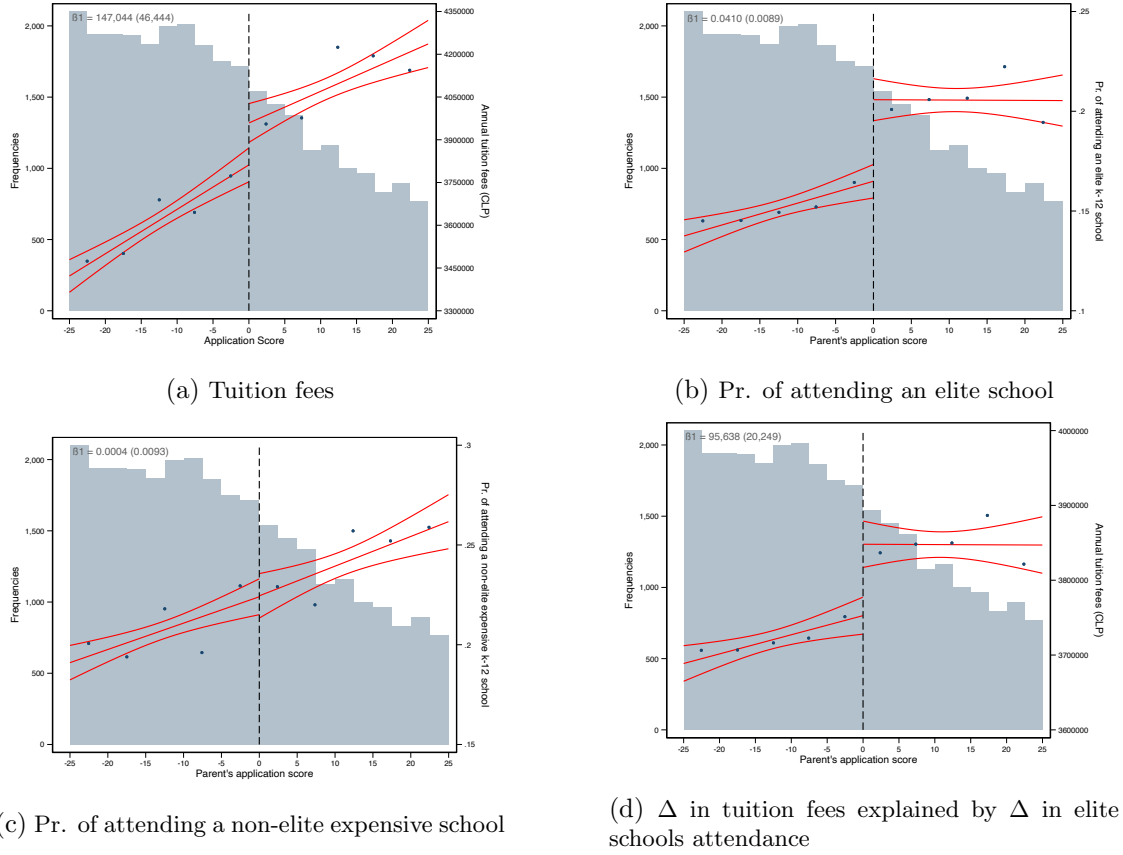 ß1 = 147,044 (46,444)
2,000
1,500
1,000
500
0
Frequencies
4350000
4200000
4050000
3900000
3750000
3600000
3450000
3300000
Annual tuition fees (CLP)
-25 -20 -15 -10 -5 0 5 10 15 20 25
Application Score
(a) Tuition fees
ß1 = 0.0410 (0.0089)
2,000
1,500
1,000
500
0
Frequencies
.25
.2
.15
.1
Pr. of attending an elite k-12 school
-25 -20 -15 -10 -5 0 5 10 15 20 25
Parent's application score
(b) Pr. of attending an elite school
ß1 = 0.0004 (0.0093)
2,000
1,500
1,000
500
0
Frequencies
.3
.25
.2
.15
Pr. of attending a non-elite expensive k-12 school
-25 -20 -15 -10 -5 0 5 10 15 20 25
Parent's application score
(c) Pr. of attending a non-elite expensive school
ß1 = 95,638 (20,249)
2,000
1,500
1,000
500
0
Frequencies
4000000
3900000
3800000
3700000
3600000
Annual tuition fees (CLP)
-25 -20 -15 -10 -5 0 5 10 15 20 25
Parent's application score
(d) Δ in tuition fees explained by Δ in elite
schools attendance